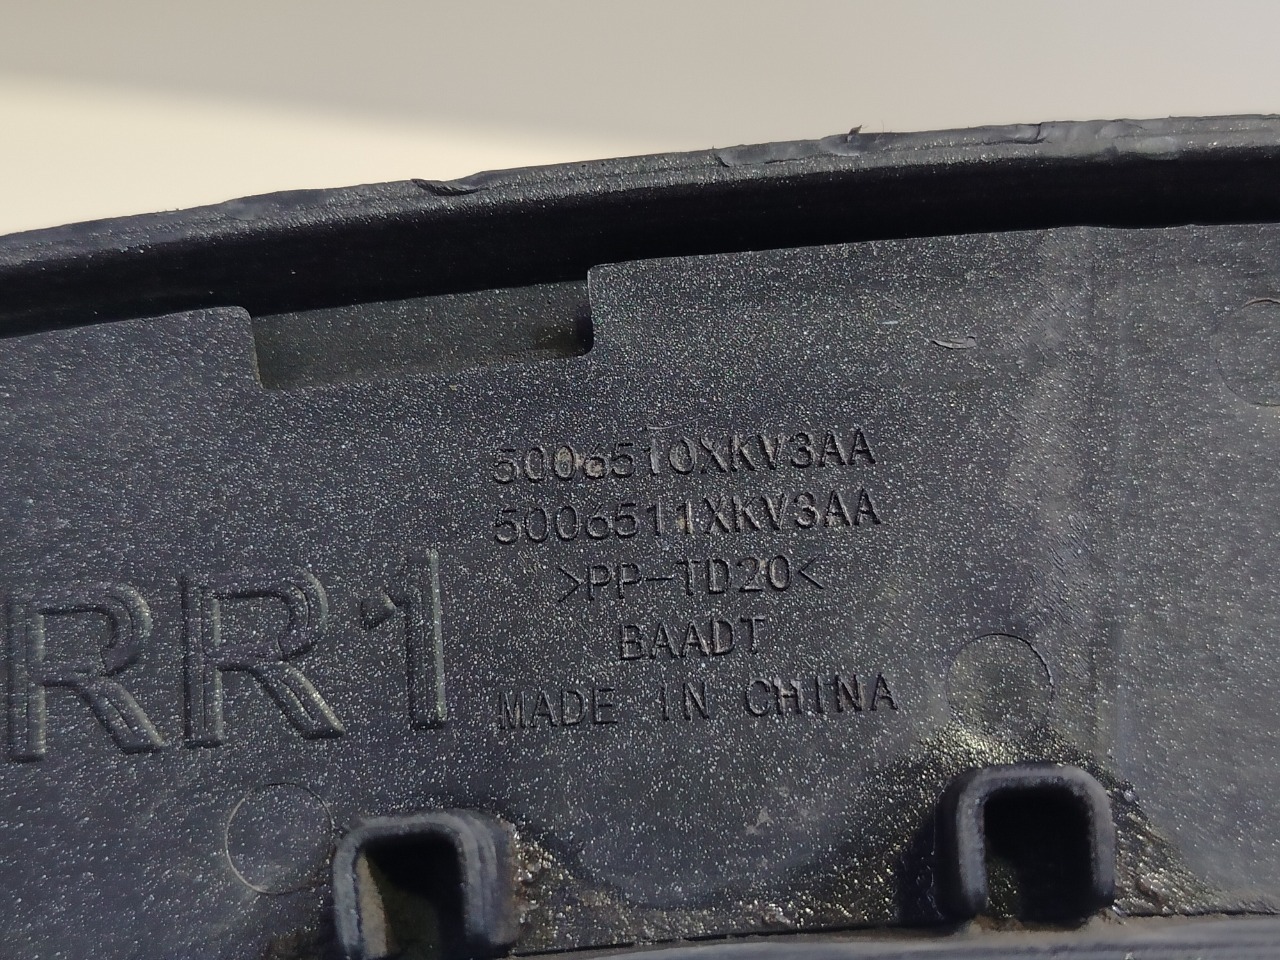 5006510XKV3AA
5006511XKV3AA
>PP-TD20<
BAADT
MADE IN CHINA
RR1